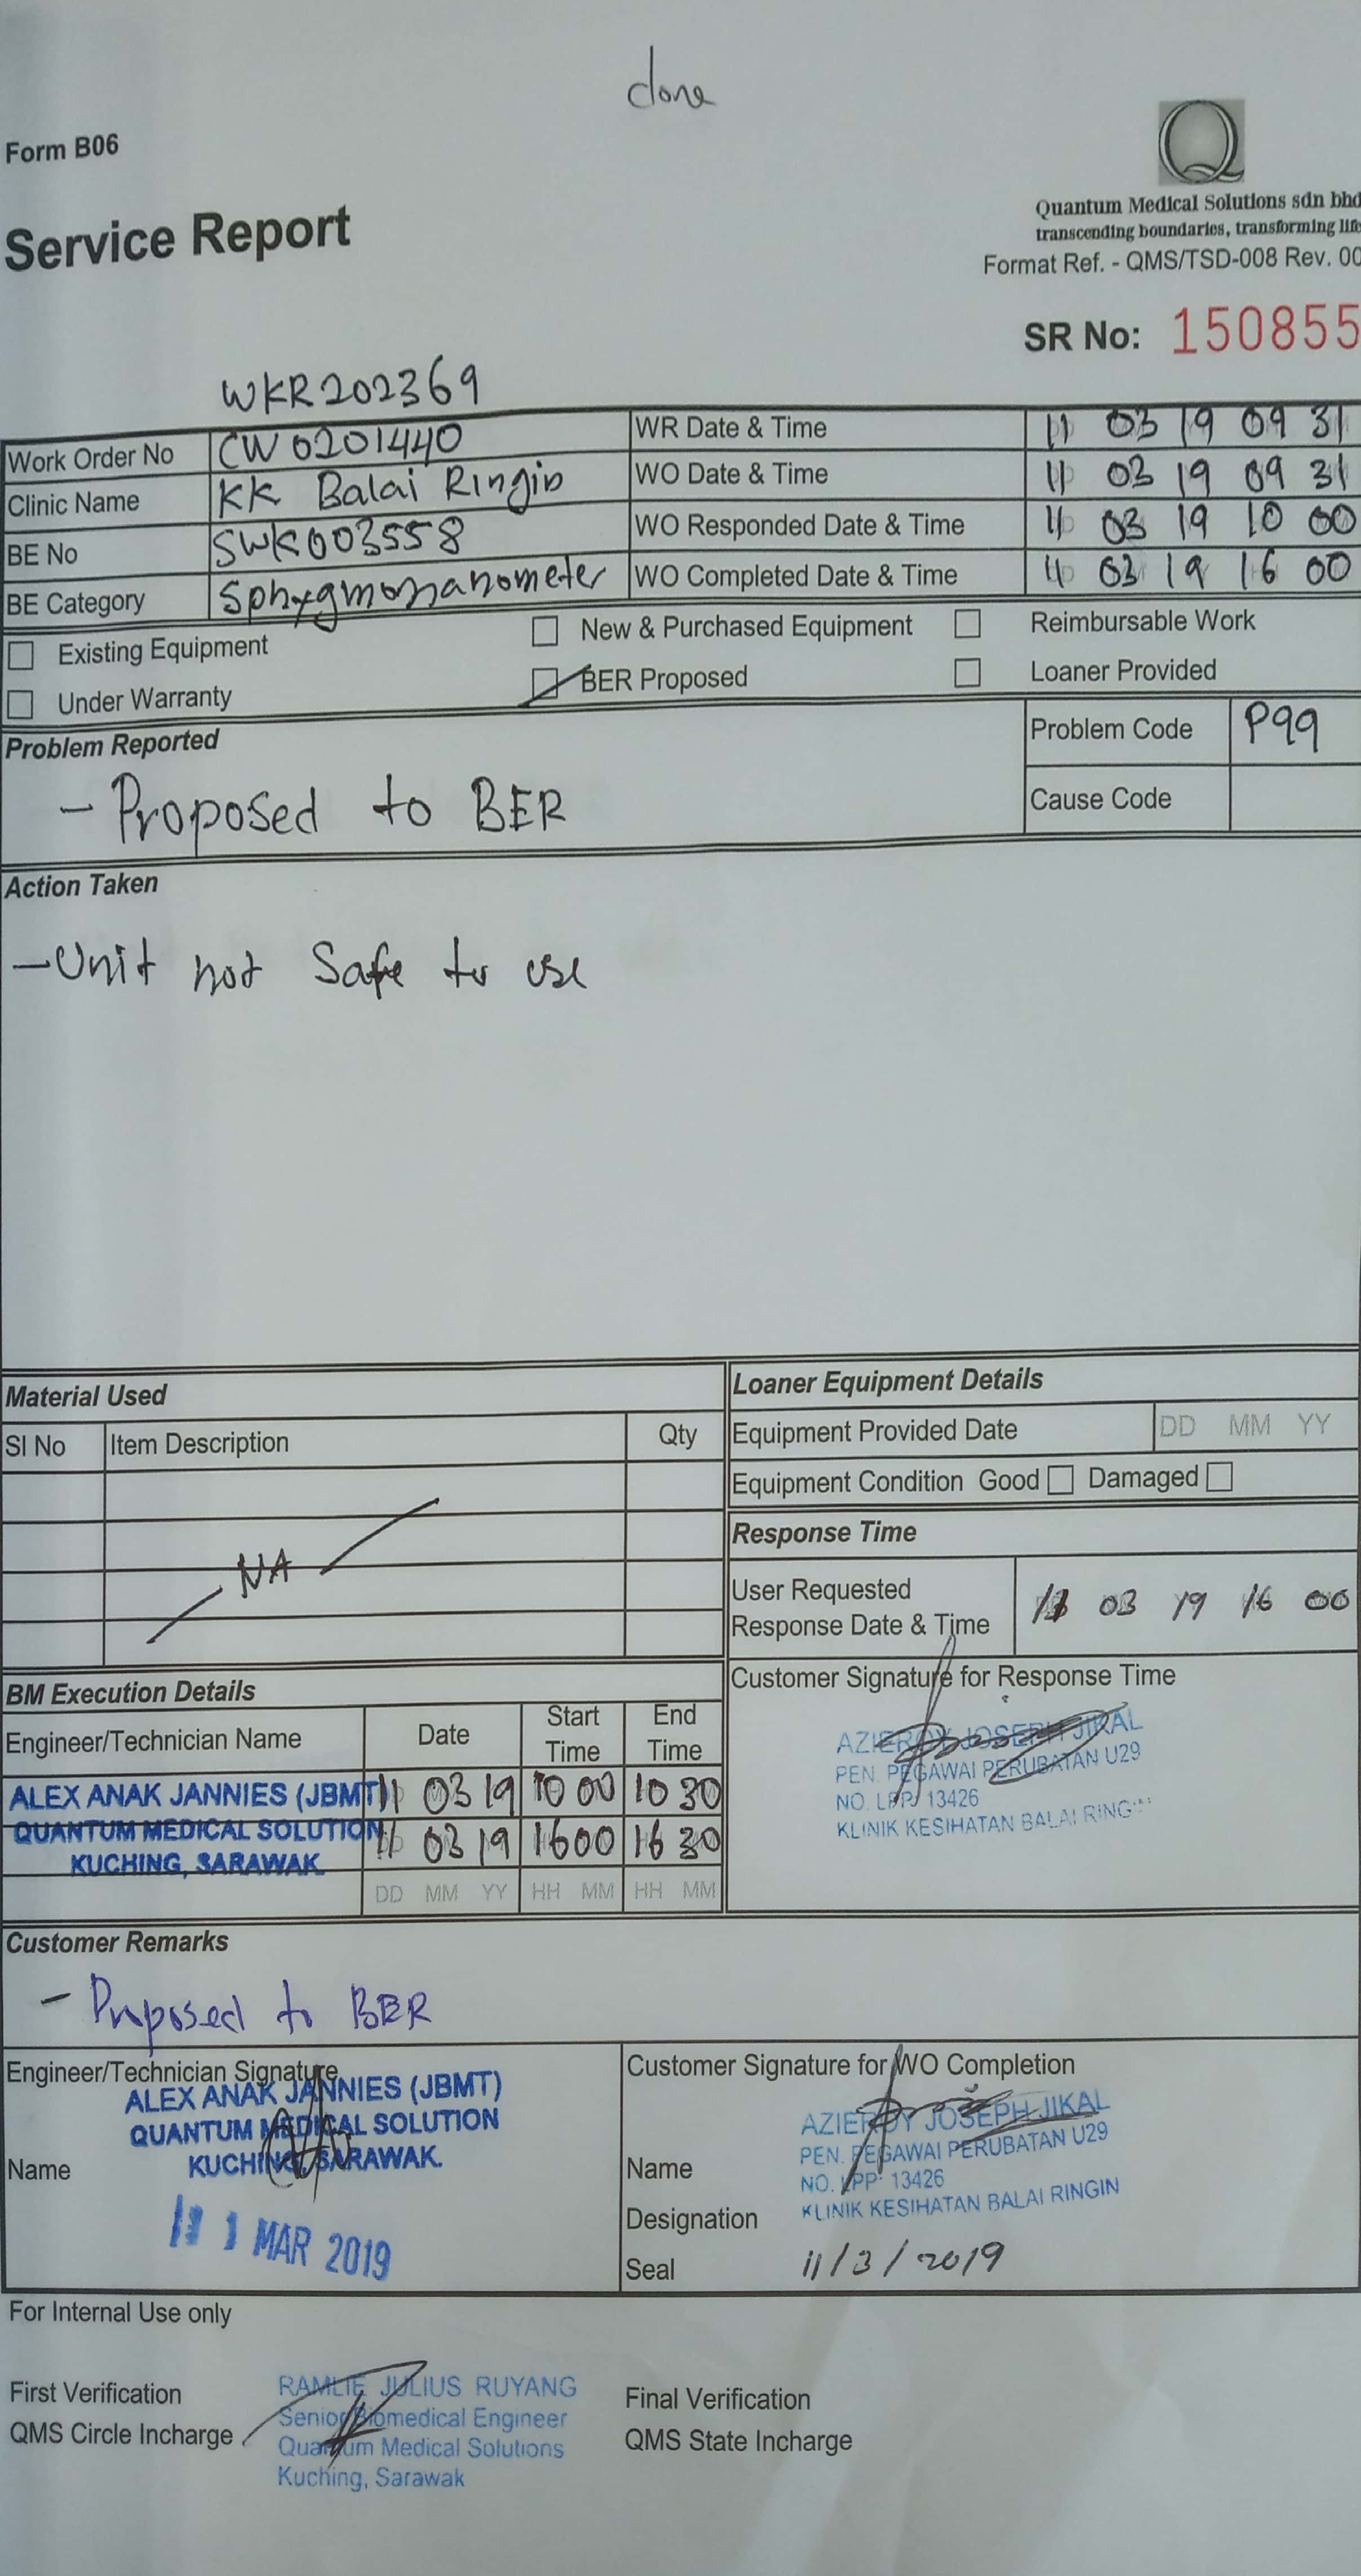 done
Form B06
Quantum Medical Solutions sdn bhd
transcending boundaries, transforming life
Service Report
Format Ref. - QMS/TSD-008 Rev. 00
SR No: 150855
WKR202369
Work Order No CW0201440 WR Date & Time 11 03 19 09 31
Clinic Name KK Balai Ringin WO Date & Time 11 03 19 09 31
BE No SWK003558 WO Responded Date & Time 11 03 19 10 00
BE Category Sphygmomanometer WO Completed Date & Time 11 03 19 16 00
Existing Equipment New & Purchased Equipment Reimbursable Work
Under Warranty BER Proposed Loaner Provided
Problem Reported Problem Code P99
- Proposed to BER Cause Code
Action Taken
- Unit not Safe to use
Material Used Loaner Equipment Details
SI No Item Description Qty Equipment Provided Date DD MM YY
Equipment Condition Good Damaged
NA
Response Time
User Requested
Response Date & Time 11 03 19 16 00
BM Execution Details Customer Signature for Response Time
Engineer/Technician Name Date Start Time End Time
ALEX ANAK JANNIES (JBMT) 11 03 19 10 00 10 30
QUANTUM MEDICAL SOLUTION 11 03 19 16 00 16 30
KUCHING, SARAWAK
DD MM YY HH MM HH MM
AZIEROY JOSEPH JIKAL
PEN. PEGAWAI PERUBATAN U29
NO. LPP 13426
KLINIK KESIHATAN BALAI RINGIN
Customer Remarks
- Proposed to BER
Engineer/Technician Signature
ALEX ANAK JANNIES (JBMT)
QUANTUM MEDICAL SOLUTION
KUCHING, SARAWAK.
Name
11 MAR 2019
Customer Signature for WO Completion
AZIEROY JOSEPH JIKAL
PEN. PEGAWAI PERUBATAN U29
Name
NO. LPP 13426
KLINIK KESIHATAN BALAI RINGIN
Designation
Seal 11/3/2019
For Internal Use only
First Verification
QMS Circle Incharge
RAMLIE JULIUS RUYANG
Senior Biomedical Engineer
Quantum Medical Solutions
Kuching, Sarawak
Final Verification
QMS State Incharge